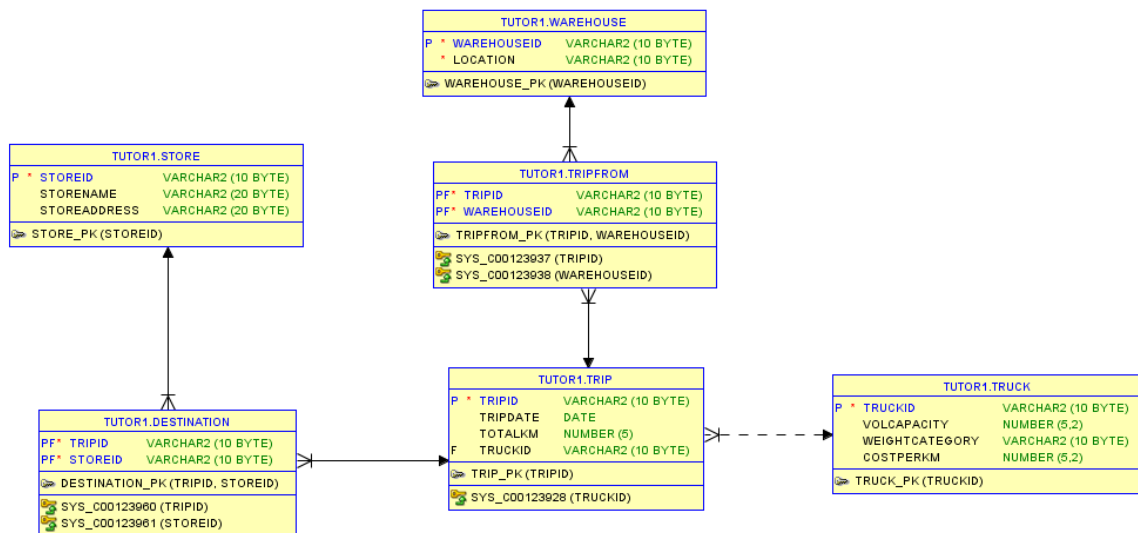 TUTOR1.WAREHOUSE
P * WAREHOUSEID VARCHAR2 (10 BYTE)
* LOCATION VARCHAR2 (10 BYTE)
WAREHOUSE_PK (WAREHOUSEID)
TUTOR1.STORE
P * STOREID VARCHAR2 (10 BYTE)
STORENAME VARCHAR2 (20 BYTE)
STOREADDRESS VARCHAR2 (20 BYTE)
STORE_PK (STOREID)
TUTOR1.TRIPFROM
PF* TRIPID VARCHAR2 (10 BYTE)
PF* WAREHOUSEID VARCHAR2 (10 BYTE)
TRIPFROM_PK (TRIPID, WAREHOUSEID)
SYS_C00123937 (TRIPID)
SYS_C00123938 (WAREHOUSEID)
TUTOR1.DESTINATION
PF* TRIPID VARCHAR2 (10 BYTE)
PF* STOREID VARCHAR2 (10 BYTE)
DESTINATION_PK (TRIPID, STOREID)
SYS_C00123960 (TRIPID)
SYS_C00123961 (STOREID)
TUTOR1.TRIP
P * TRIPID VARCHAR2 (10 BYTE)
TRIPDATE DATE
TOTALKM NUMBER (5)
F TRUCKID VARCHAR2 (10 BYTE)
TRIP_PK (TRIPID)
SYS_C00123928 (TRUCKID)
TUTOR1.TRUCK
P * TRUCKID VARCHAR2 (10 BYTE)
VOLCAPACITY NUMBER (5,2)
WEIGHTCATEGORY VARCHAR2 (10 BYTE)
COSTPERKM NUMBER (5,2)
TRUCK_PK (TRUCKID)